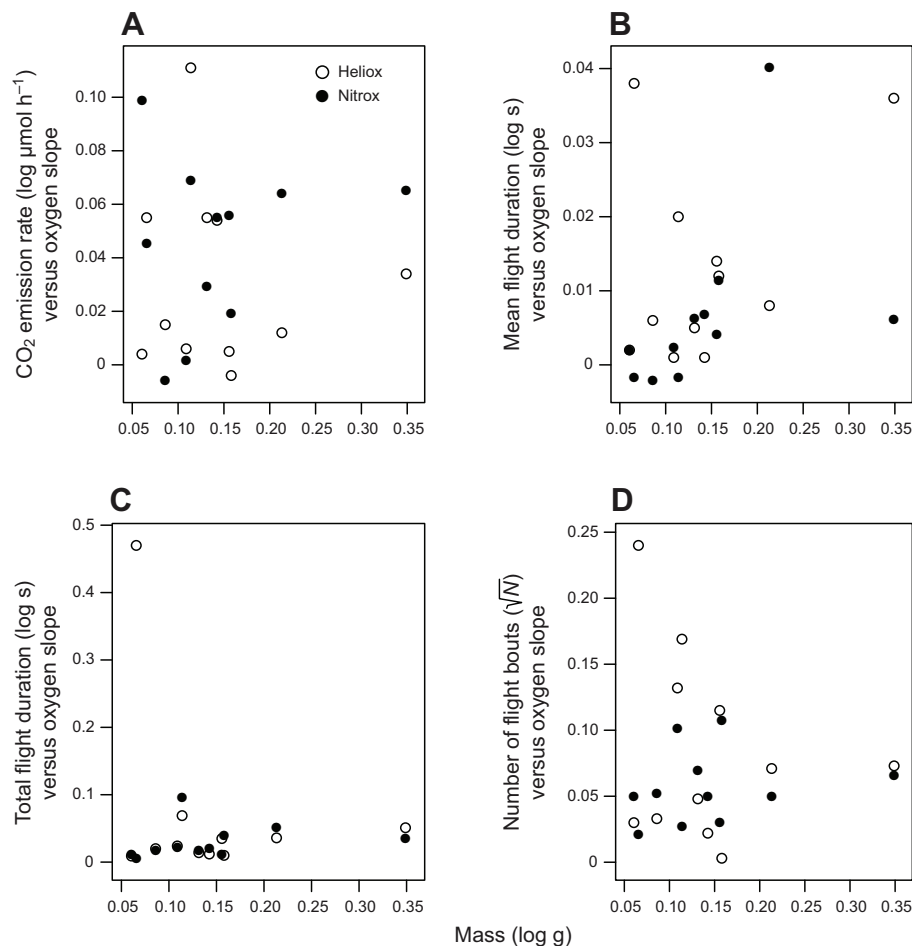 A
B
Heliox
Nitrox
CO₂ emission rate (log μmol h⁻¹)
versus oxygen slope
0.10
0.08
0.06
0.04
0.02
0
0.05 0.10 0.15 0.20 0.25 0.30 0.35
Mean flight duration (log s)
versus oxygen slope
0.04
0.03
0.02
0.01
0
0.05 0.10 0.15 0.20 0.25 0.30 0.35
C
D
Total flight duration (log s)
versus oxygen slope
0.5
0.4
0.3
0.2
0.1
0
0.05 0.10 0.15 0.20 0.25 0.30 0.35
Number of flight bouts (√N)
versus oxygen slope
0.25
0.20
0.15
0.10
0.05
0
0.05 0.10 0.15 0.20 0.25 0.30 0.35
Mass (log g)